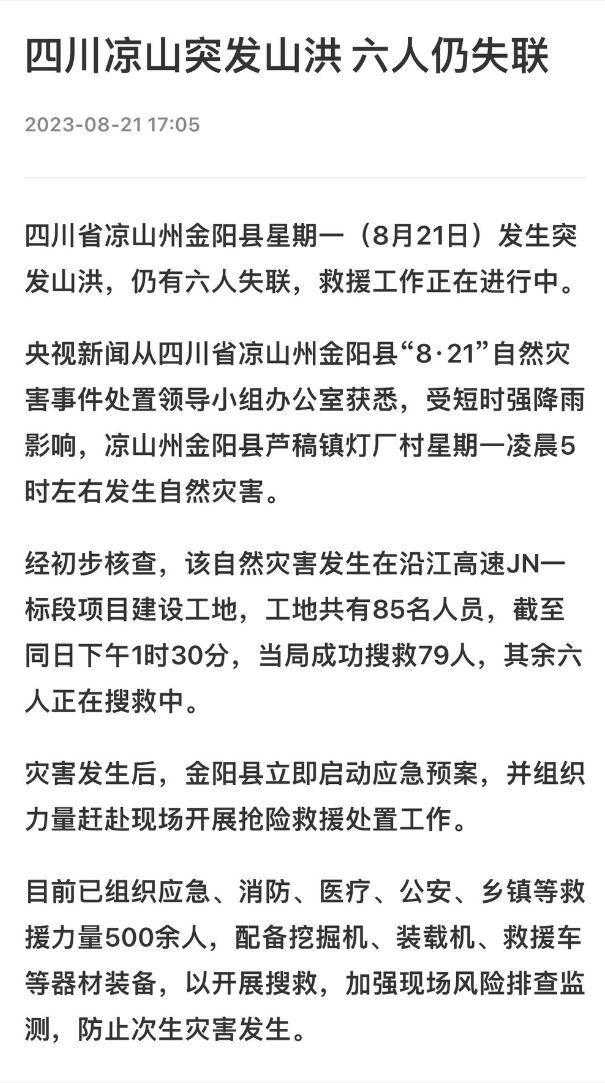 四川凉山突发山洪 六人仍失联
2023-08-21 17:05
四川省凉山州金阳县星期一（8月21日）发生突
发山洪，仍有六人失联，救援工作正在进行中。
央视新闻从四川省凉山州金阳县“8·21”自然灾
害事件处置领导小组办公室获悉，受短时强降雨
影响，凉山州金阳县芦稿镇灯厂村星期一凌晨5
时左右发生自然灾害。
经初步核查，该自然灾害发生在沿江高速JN一
标段项目建设工地，工地共有85名人员，截至
同日下午1时30分，当局成功搜救79人，其余六
人正在搜救中。
灾害发生后，金阳县立即启动应急预案，并组织
力量赶赴现场开展抢险救援处置工作。
目前已组织应急、消防、医疗、公安、乡镇等救
援力量500余人，配备挖掘机、装载机、救援车
等器材装备，以开展搜救，加强现场风险排查监
测，防止次生灾害发生。